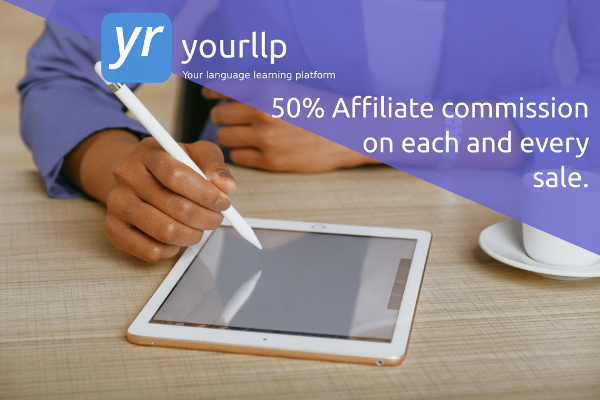 yr yourllp
Your language learning platform
50% Affiliate commission
on each and every
sale.